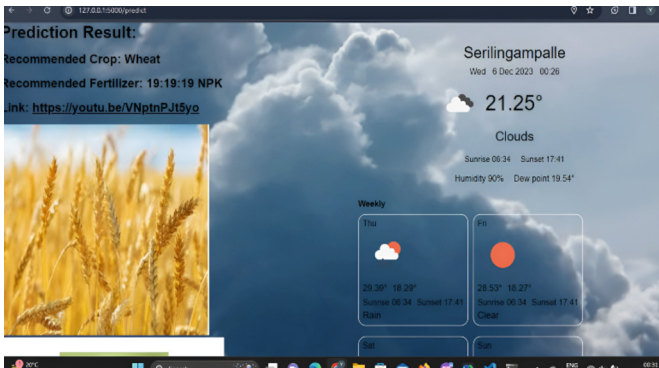 127.0.0.1:5000/predict
Prediction Result:
Recommended Crop: Wheat
Recommended Fertilizer: 19:19:19 NPK
Link: https://youtu.be/VNptnPJt5yo
Serilingampalle
Wed 6 Dec 2023 00:26
21.25°
Clouds
Sunrise 06:34 Sunset 17:41
Humidity 90% Dew point 19.54°
Weekly
Thu
29.39° 18.29°
Sunrise 06:34 Sunset 17:41
Rain
Fri
28.53° 18.27°
Sunrise 06:34 Sunset 17:41
Clear
Sat
Sun
20°C
ENG
00:31